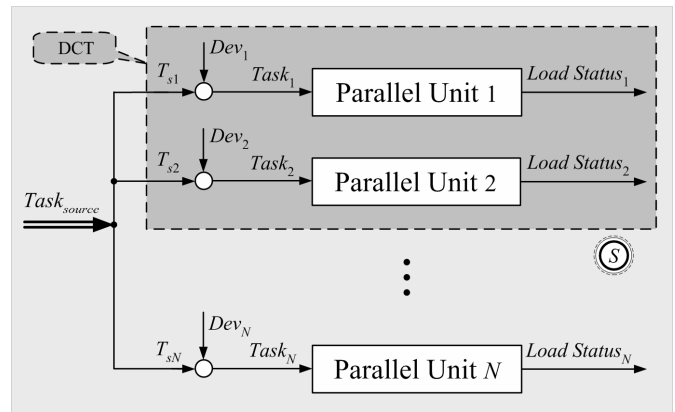 DCT
Dev1
Ts1
Task1
Parallel Unit 1
Load Status1
Dev2
Ts2
Task2
Parallel Unit 2
Load Status2
Tasksource
S
DevN
TsN
TaskN
Parallel Unit N
Load StatusN